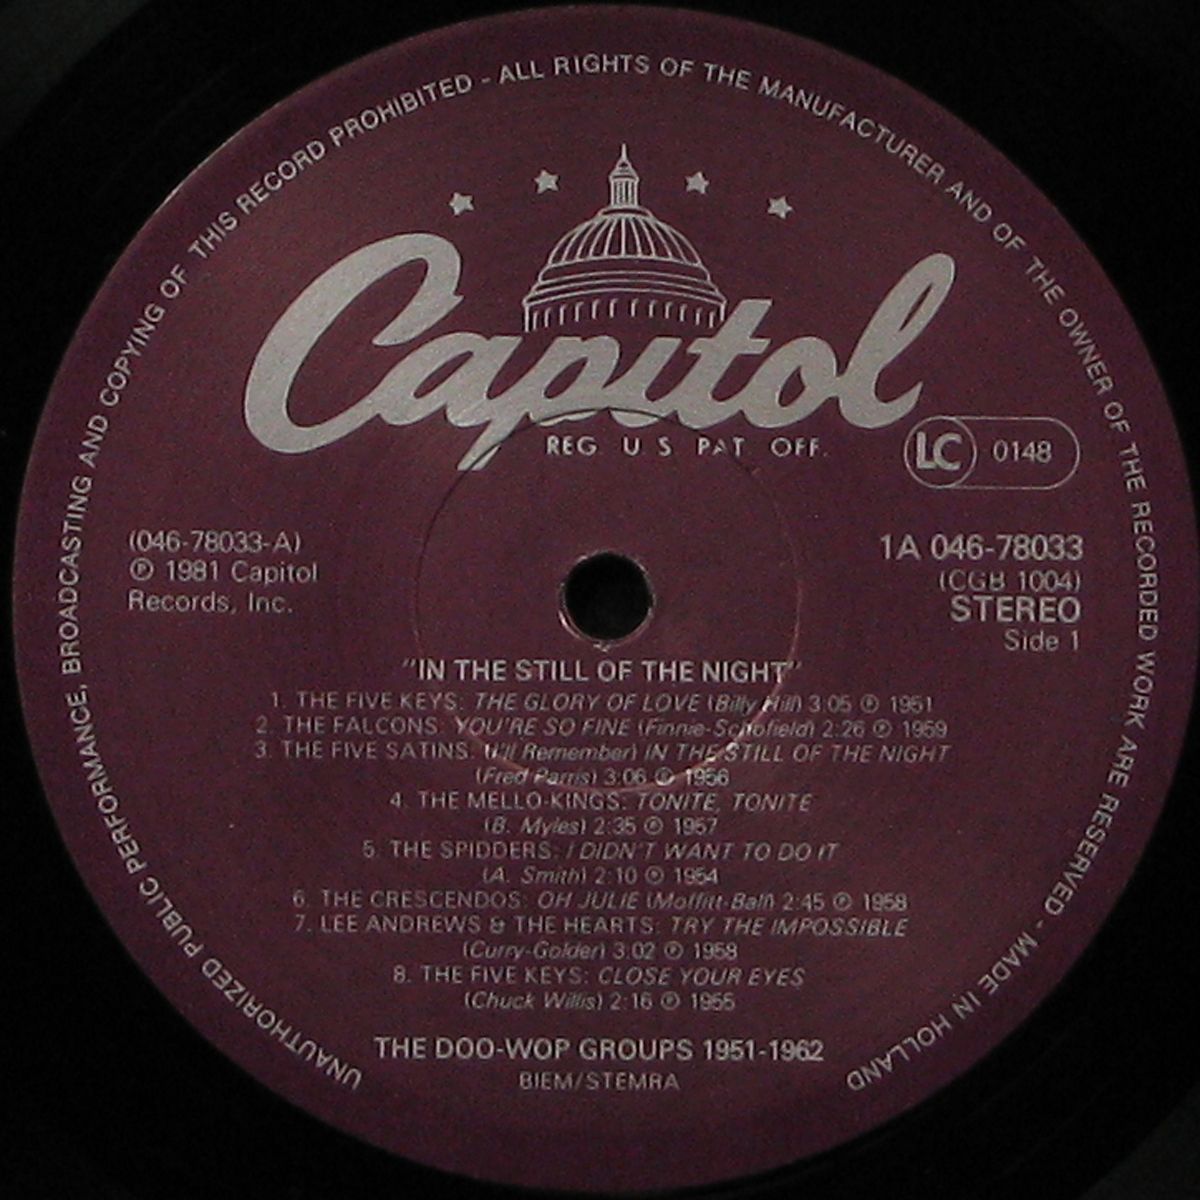 UNAUTHORIZED PUBLIC PERFORMANCE, BROADCASTING AND COPYING OF THIS RECORD PROHIBITED - ALL RIGHTS OF THE MANUFACTURER AND OF THE OWNER OF THE RECORDED WORK ARE RESERVED - MADE IN HOLLAND
Capitol
REG. U.S. PAT. OFF.
LC 0148
(046-78033-A)
℗ 1981 Capitol
Records, Inc.
1A 046-78033
(CGB 1004)
STEREO
Side 1
"IN THE STILL OF THE NIGHT"
1. THE FIVE KEYS: THE GLORY OF LOVE (Billy Hill) 3:05 ℗ 1951
2. THE FALCONS: YOU'RE SO FINE (Finnie-Schofield) 2:26 ℗ 1959
3. THE FIVE SATINS: (I'll Remember) IN THE STILL OF THE NIGHT
(Fred Parris) 3:06 ℗ 1956
4. THE MELLO-KINGS: TONITE, TONITE
(B. Myles) 2:35 ℗ 1957
5. THE SPIDDERS: I DIDN'T WANT TO DO IT
(A. Smith) 2:10 ℗ 1954
6. THE CRESCENDOS: OH JULIE (Moffitt-Ball) 2:45 ℗ 1958
7. LEE ANDREWS & THE HEARTS: TRY THE IMPOSSIBLE
(Curry-Golder) 3:02 ℗ 1958
8. THE FIVE KEYS: CLOSE YOUR EYES
(Chuck Willis) 2:16 ℗ 1955
THE DOO-WOP GROUPS 1951-1962
BIEM/STEMRA